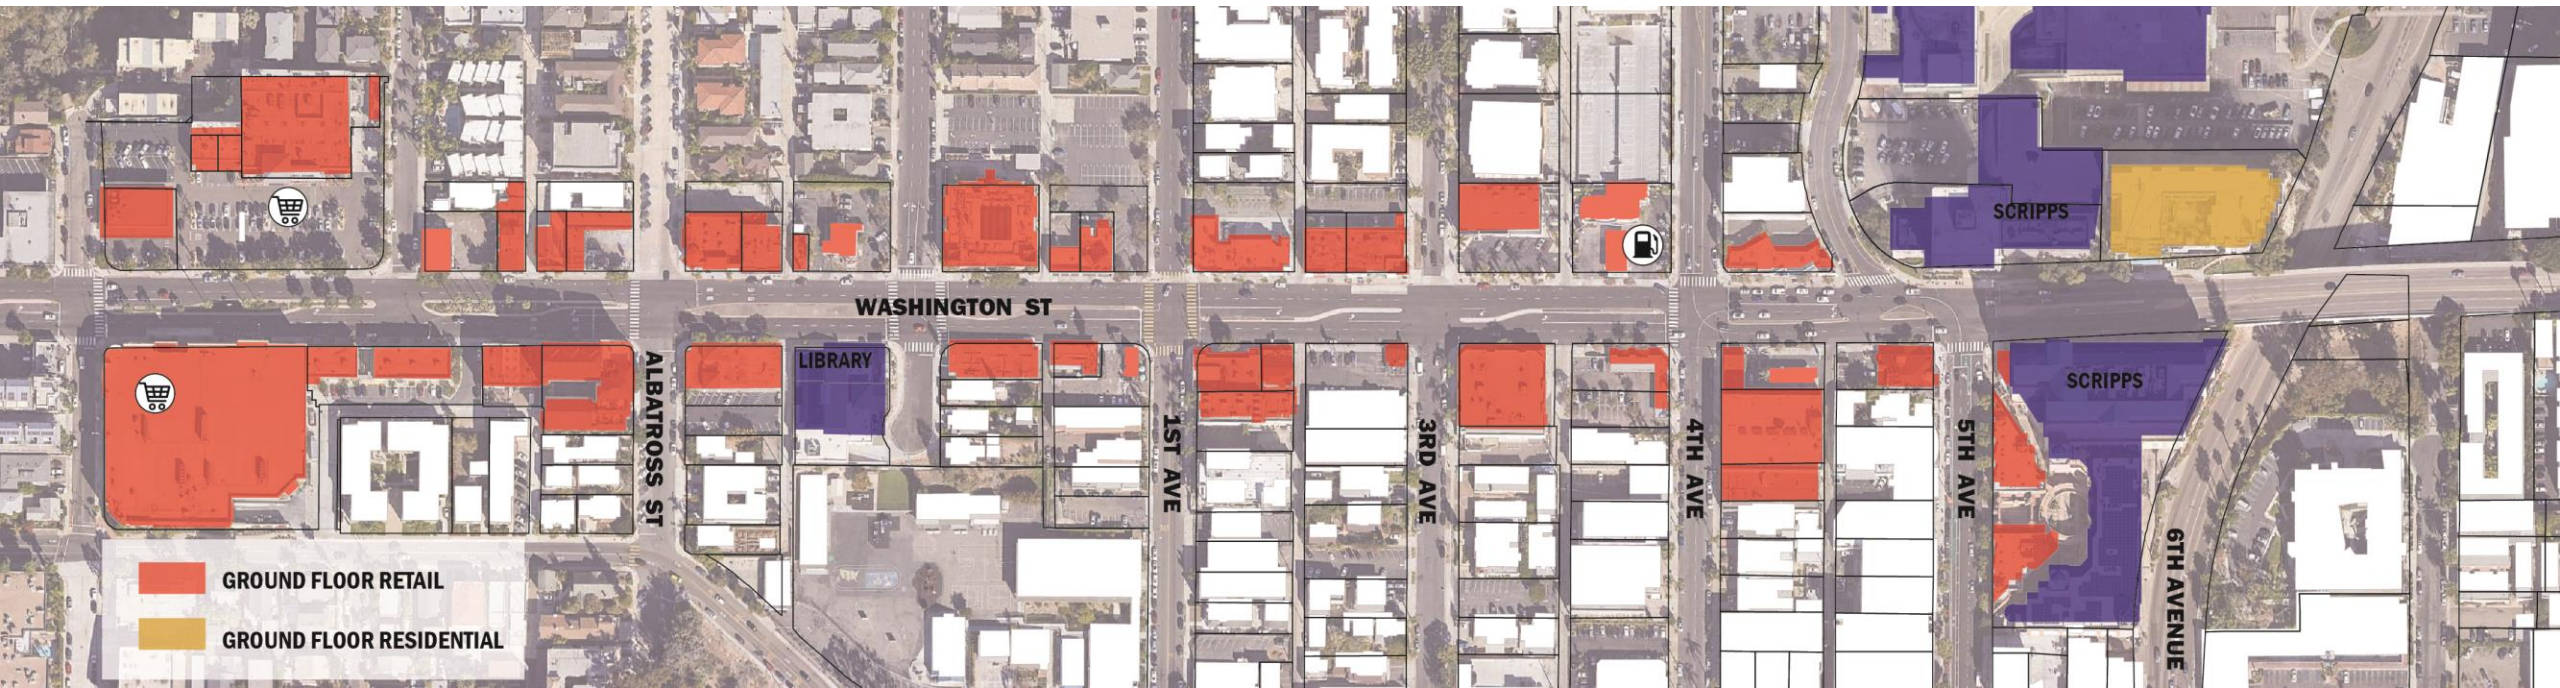 SCRIPPS
WASHINGTON ST
LIBRARY
SCRIPPS
ALBATROSS ST
1ST AVE
3RD AVE
4TH AVE
5TH AVE
6TH AVENUE
GROUND FLOOR RETAIL
GROUND FLOOR RESIDENTIAL